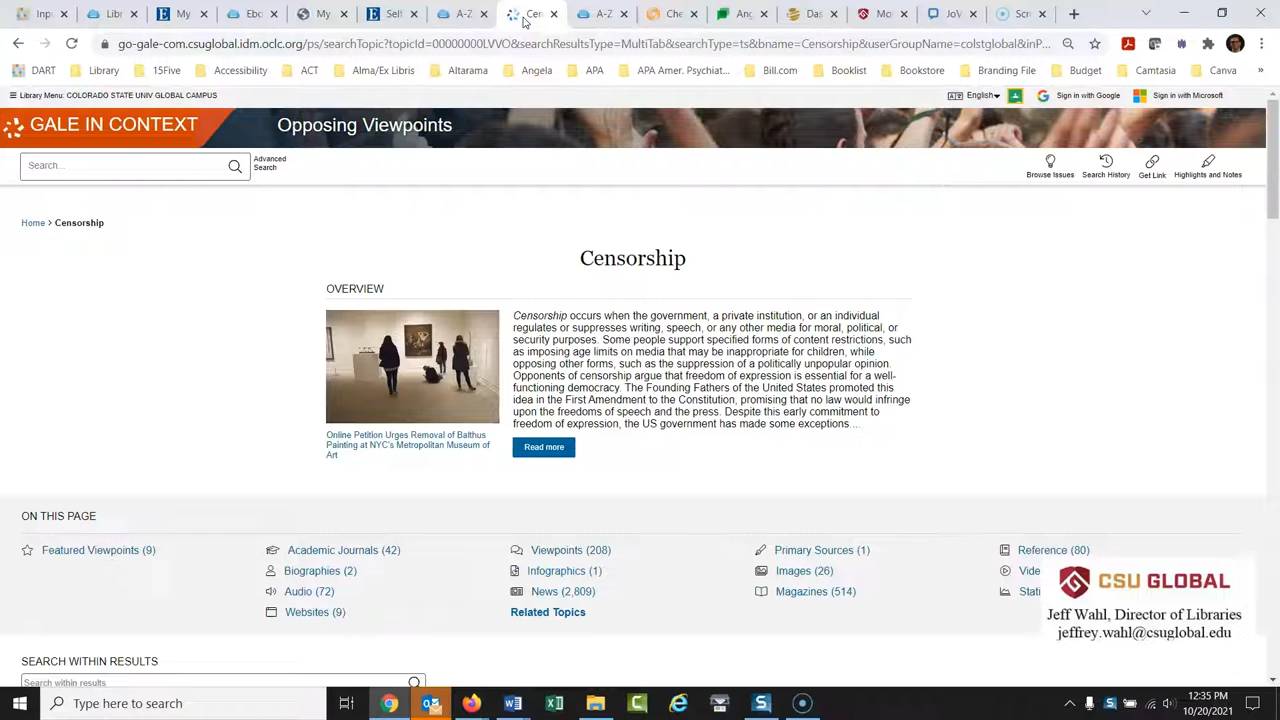 Inp
Lib
My
Ebo
My
Sel
A-Z
Cen
A-Z
Che
Ang
Das
Mo
JoV
Scre
go-gale-com.csuglobal.idm.oclc.org/ps/searchTopic?topicId=00000000LVVO&searchResultsType=MultiTab&searchType=ts&bname=Censorship&userGroupName=cosstglobal&inP...
DART Library 15Five Accessibility ACT Alma/Ex Libris Altarama Angela APA APA Amer. Psychiat... Bill.com Booklist Bookstore Branding File Budget Camtasia Canva »
Library Menu: COLORADO STATE UNIV GLOBAL CAMPUS English Sign in with Google Sign in with Microsoft
GALE IN CONTEXT Opposing Viewpoints
Search... Advanced
Search
Browse Issues Search History Get Link Highlights and Notes
Home > Censorship
Censorship
OVERVIEW
Censorship occurs when the government, a private institution, or an individual
regulates or suppresses writing, speech, or any other media for moral, political, or
security purposes. Some people support specified forms of content restrictions, such
as imposing age limits on media that may be inappropriate for children, while
opposing other forms, such as the suppression of a politically unpopular opinion.
Opponents of censorship argue that freedom of expression is essential for a well-
functioning democracy. The Founding Fathers of the United States promoted this
idea in the First Amendment to the Constitution, promising that no law would infringe
upon the freedoms of speech and the press. Despite this early commitment to
freedom of expression, the US government has made some exceptions....
Online Petition Urges Removal of Balthus
Painting at NYC's Metropolitan Museum of
Art
Read more
ON THIS PAGE
Featured Viewpoints (9) Academic Journals (42) Viewpoints (208) Primary Sources (1) Reference (80)
Biographies (2) Infographics (1) Images (26) Vide
Audio (72) News (2,809) Magazines (514) Stati
Websites (9) Related Topics
CSU GLOBAL
Jeff Wahl, Director of Libraries
jeffrey.wahl@csuglobal.edu
SEARCH WITHIN RESULTS
Search within results
Type here to search
12:35 PM
10/20/2021